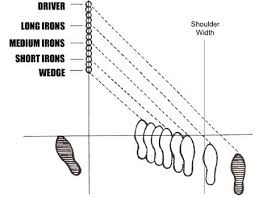 DRIVER
LONG IRONS
MEDIUM IRONS
SHORT IRONS
WEDGE
Shoulder
Width